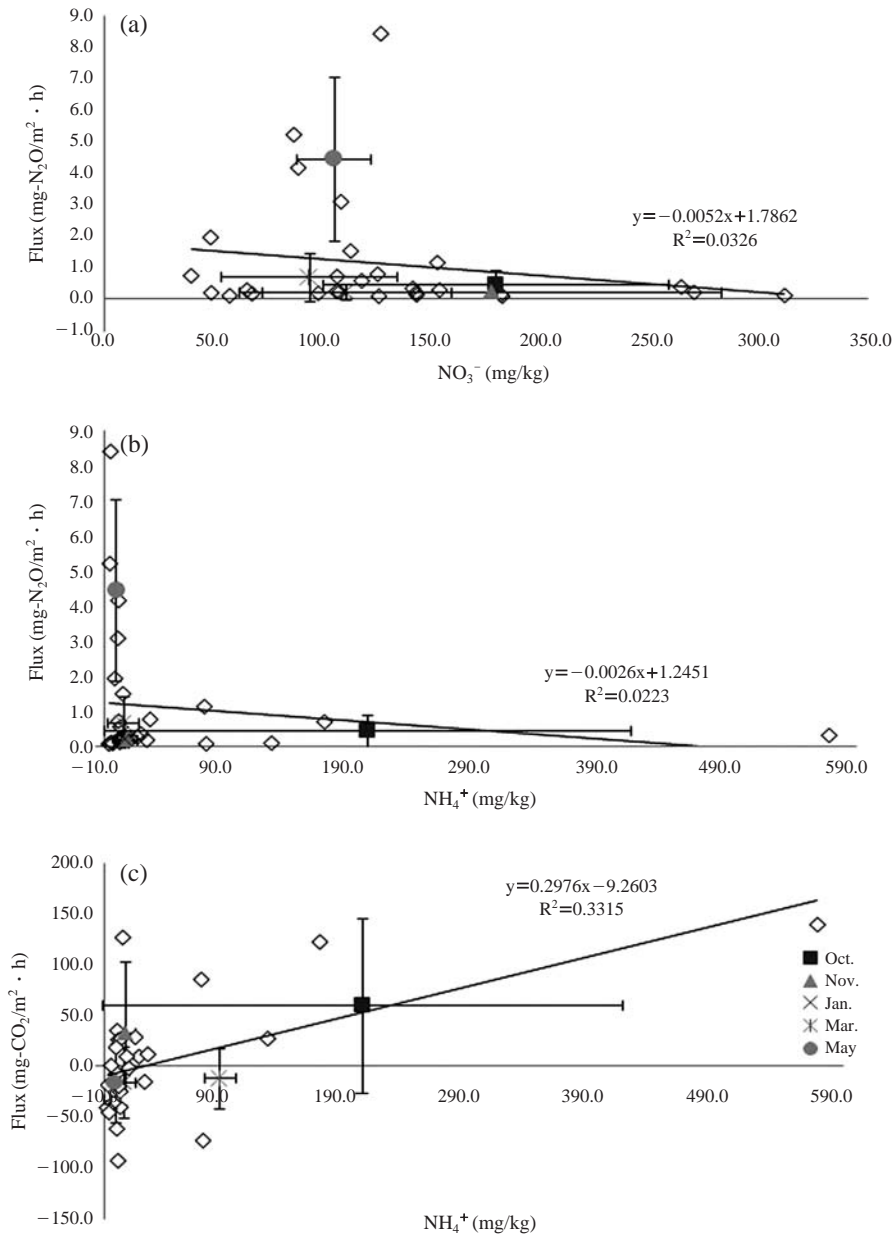 (a)
9.0
8.0
7.0
6.0
5.0
4.0
3.0
2.0
1.0
0.0
−1.0
Flux (mg-N₂O/m²・h)
y=−0.0052x+1.7862
R²=0.0326
0.0 50.0 100.0 150.0 200.0 250.0 300.0 350.0
NO₃⁻ (mg/kg)
(b)
9.0
8.0
7.0
6.0
5.0
4.0
3.0
2.0
1.0
0.0
Flux (mg-N₂O/m²・h)
y=−0.0026x+1.2451
R²=0.0223
−10.0 90.0 190.0 290.0 390.0 490.0 590.0
NH₄⁺ (mg/kg)
(c)
200.0
150.0
100.0
50.0
0.0
−50.0
−100.0
−150.0
Flux (mg-CO₂/m²・h)
y=0.2976x−9.2603
R²=0.3315
Oct.
Nov.
Jan.
Mar.
May
90.0 190.0 290.0 390.0 490.0 590.0
NH₄⁺ (mg/kg)